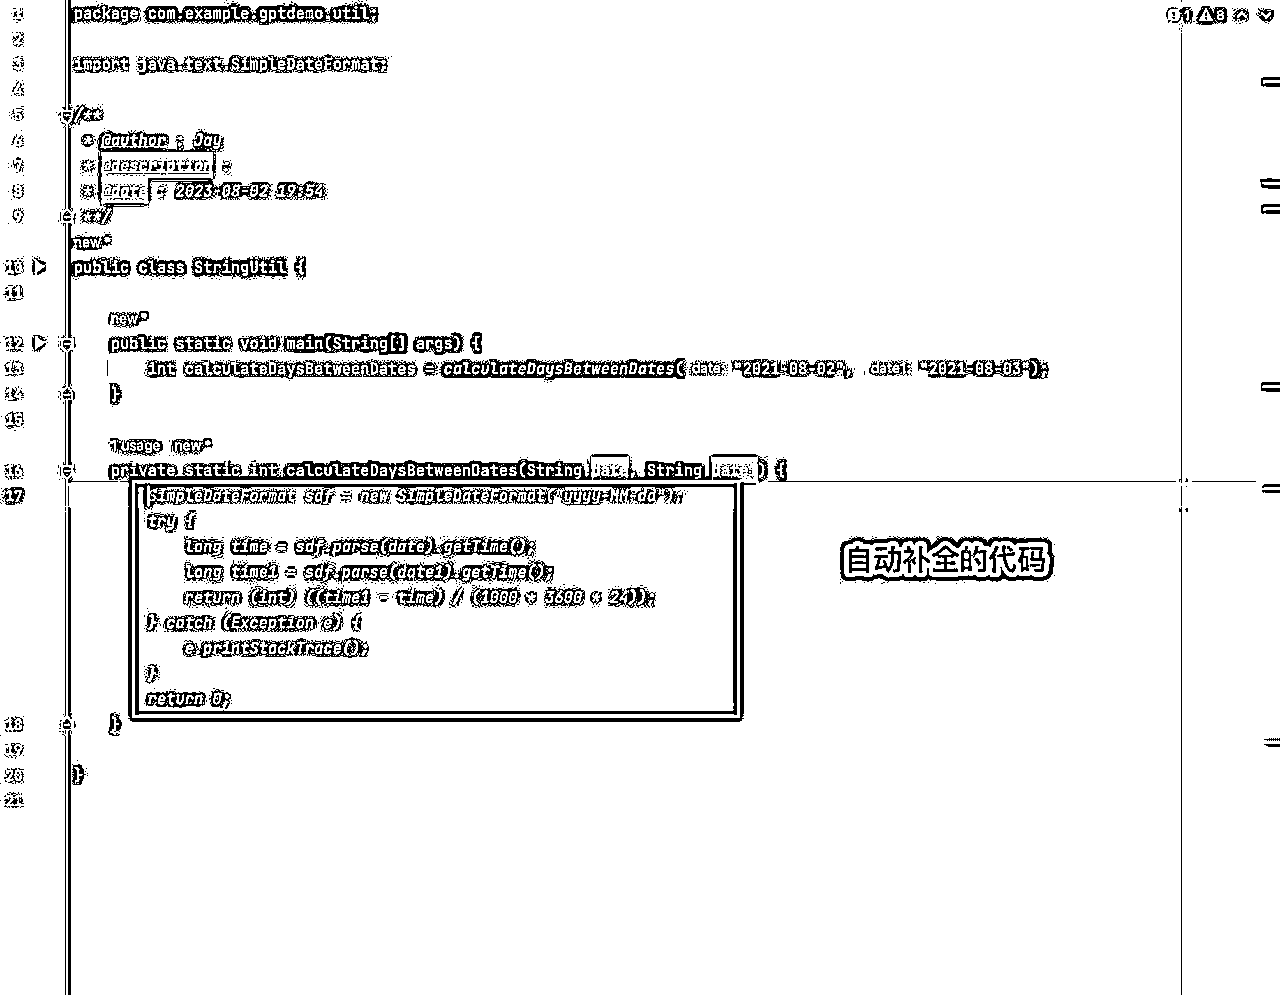 1 package com.example.gptdemo.util;
2
3 import java.text.SimpleDateFormat;
4
5 /**
6 * @author : Jay
7 * @description :
8 * @date : 2023-08-02 19:54
9 **/
new *
10 public class StringUtil {
11
new *
12 public static void main(String[] args) {
13 int calculateDaysBetweenDates = calculateDaysBetweenDates( date: "2021-08-02", date1: "2021-08-03");
14 }
15
1 usage new *
16 private static int calculateDaysBetweenDates(String date, String date1) {
17 SimpleDateFormat sdf = new SimpleDateFormat("yyyy-MM-dd");
try {
long time = sdf.parse(date).getTime();
long time1 = sdf.parse(date1).getTime();
return (int) ((time1 - time) / (1000 * 3600 * 24));
} catch (Exception e) {
e.printStackTrace();
}
return 0;
18 }
19
20 }
21
1 8
自动补全的代码